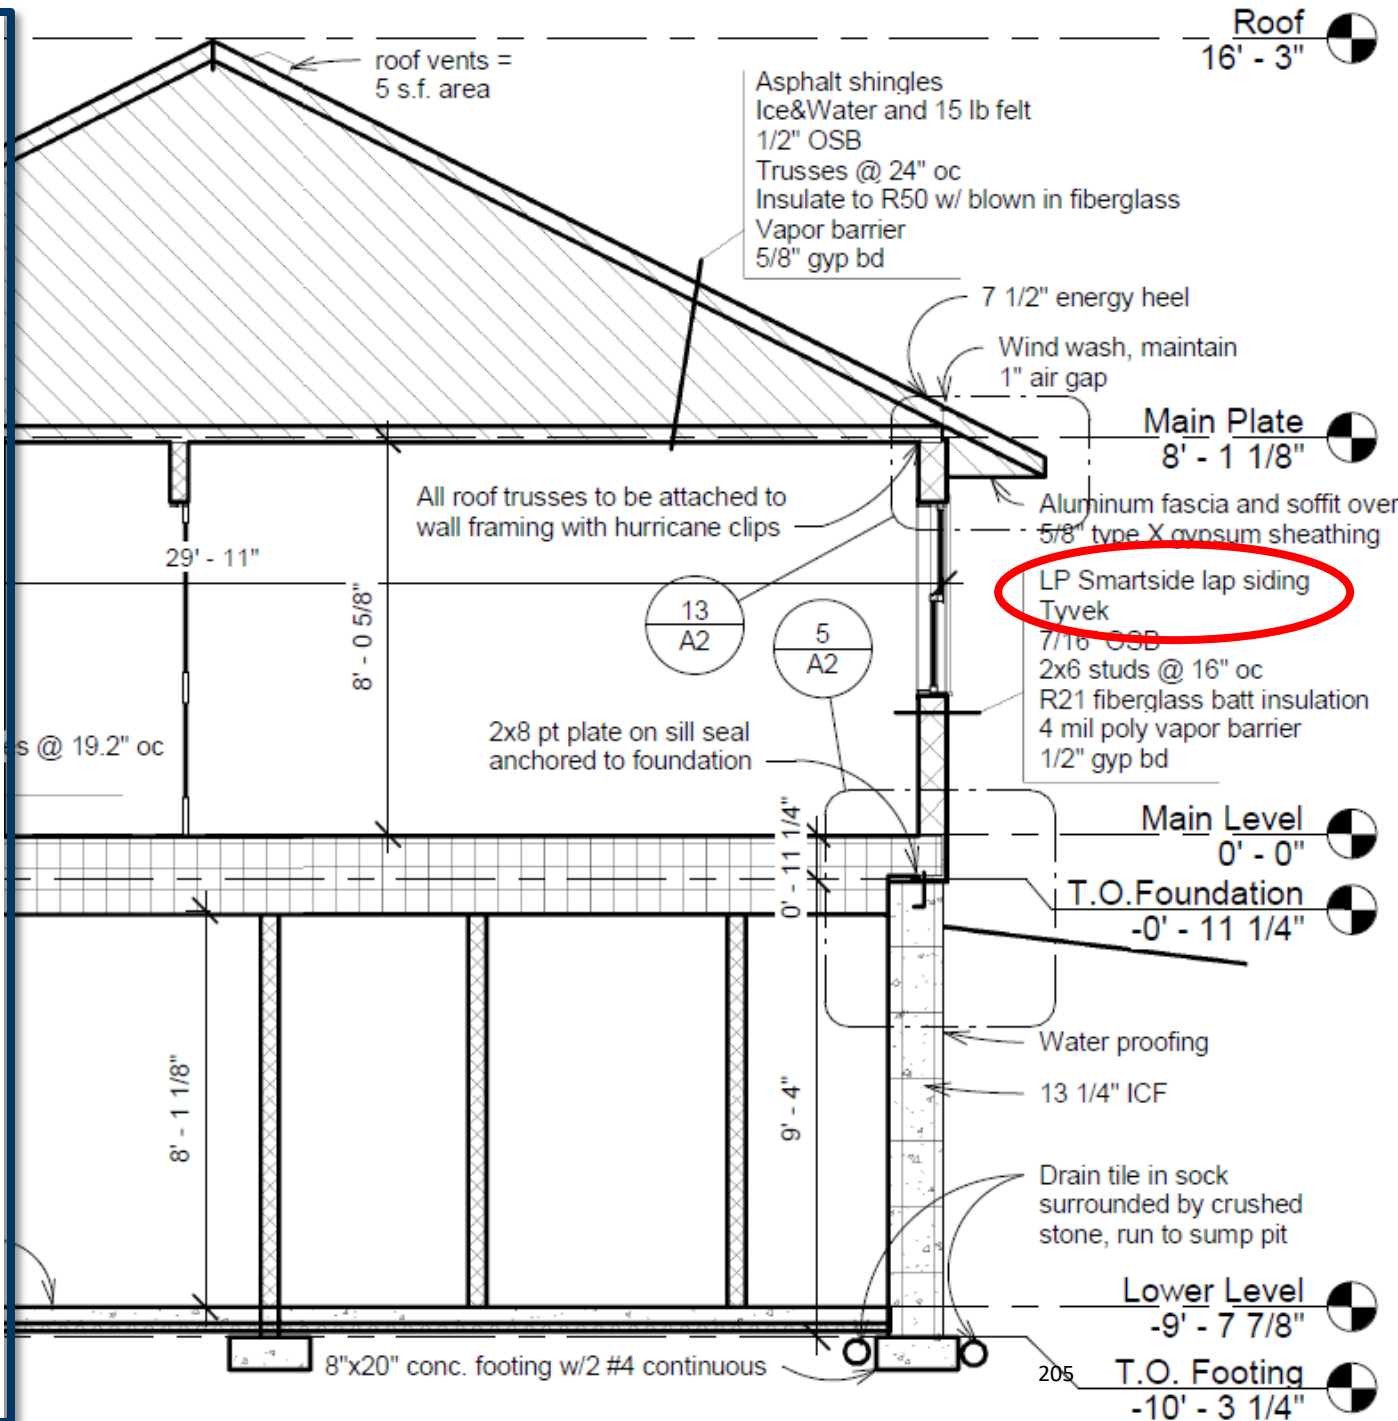 Roof
16' - 3"
roof vents =
5 s.f. area
Asphalt shingles
Ice&Water and 15 lb felt
1/2" OSB
Trusses @ 24" oc
Insulate to R50 w/ blown in fiberglass
Vapor barrier
5/8" gyp bd
7 1/2" energy heel
Wind wash, maintain
1" air gap
Main Plate
8' - 1 1/8"
All roof trusses to be attached to
wall framing with hurricane clips
Aluminum fascia and soffit over
5/8" type X gypsum sheathing
29' - 11"
8' - 0 5/8"
13
A2
5
A2
LP Smartside lap siding
Tyvek
7/16" OSB
2x6 studs @ 16" oc
R21 fiberglass batt insulation
4 mil poly vapor barrier
1/2" gyp bd
@ 19.2" oc
2x8 pt plate on sill seal
anchored to foundation
0' - 11 1/4"
Main Level
0' - 0"
T.O.Foundation
-0' - 11 1/4"
8' - 1 1/8"
9' - 4"
Water proofing
13 1/4" ICF
Drain tile in sock
surrounded by crushed
stone, run to sump pit
Lower Level
-9' - 7 7/8"
8"x20" conc. footing w/2 #4 continuous
205
T.O. Footing
-10' - 3 1/4"